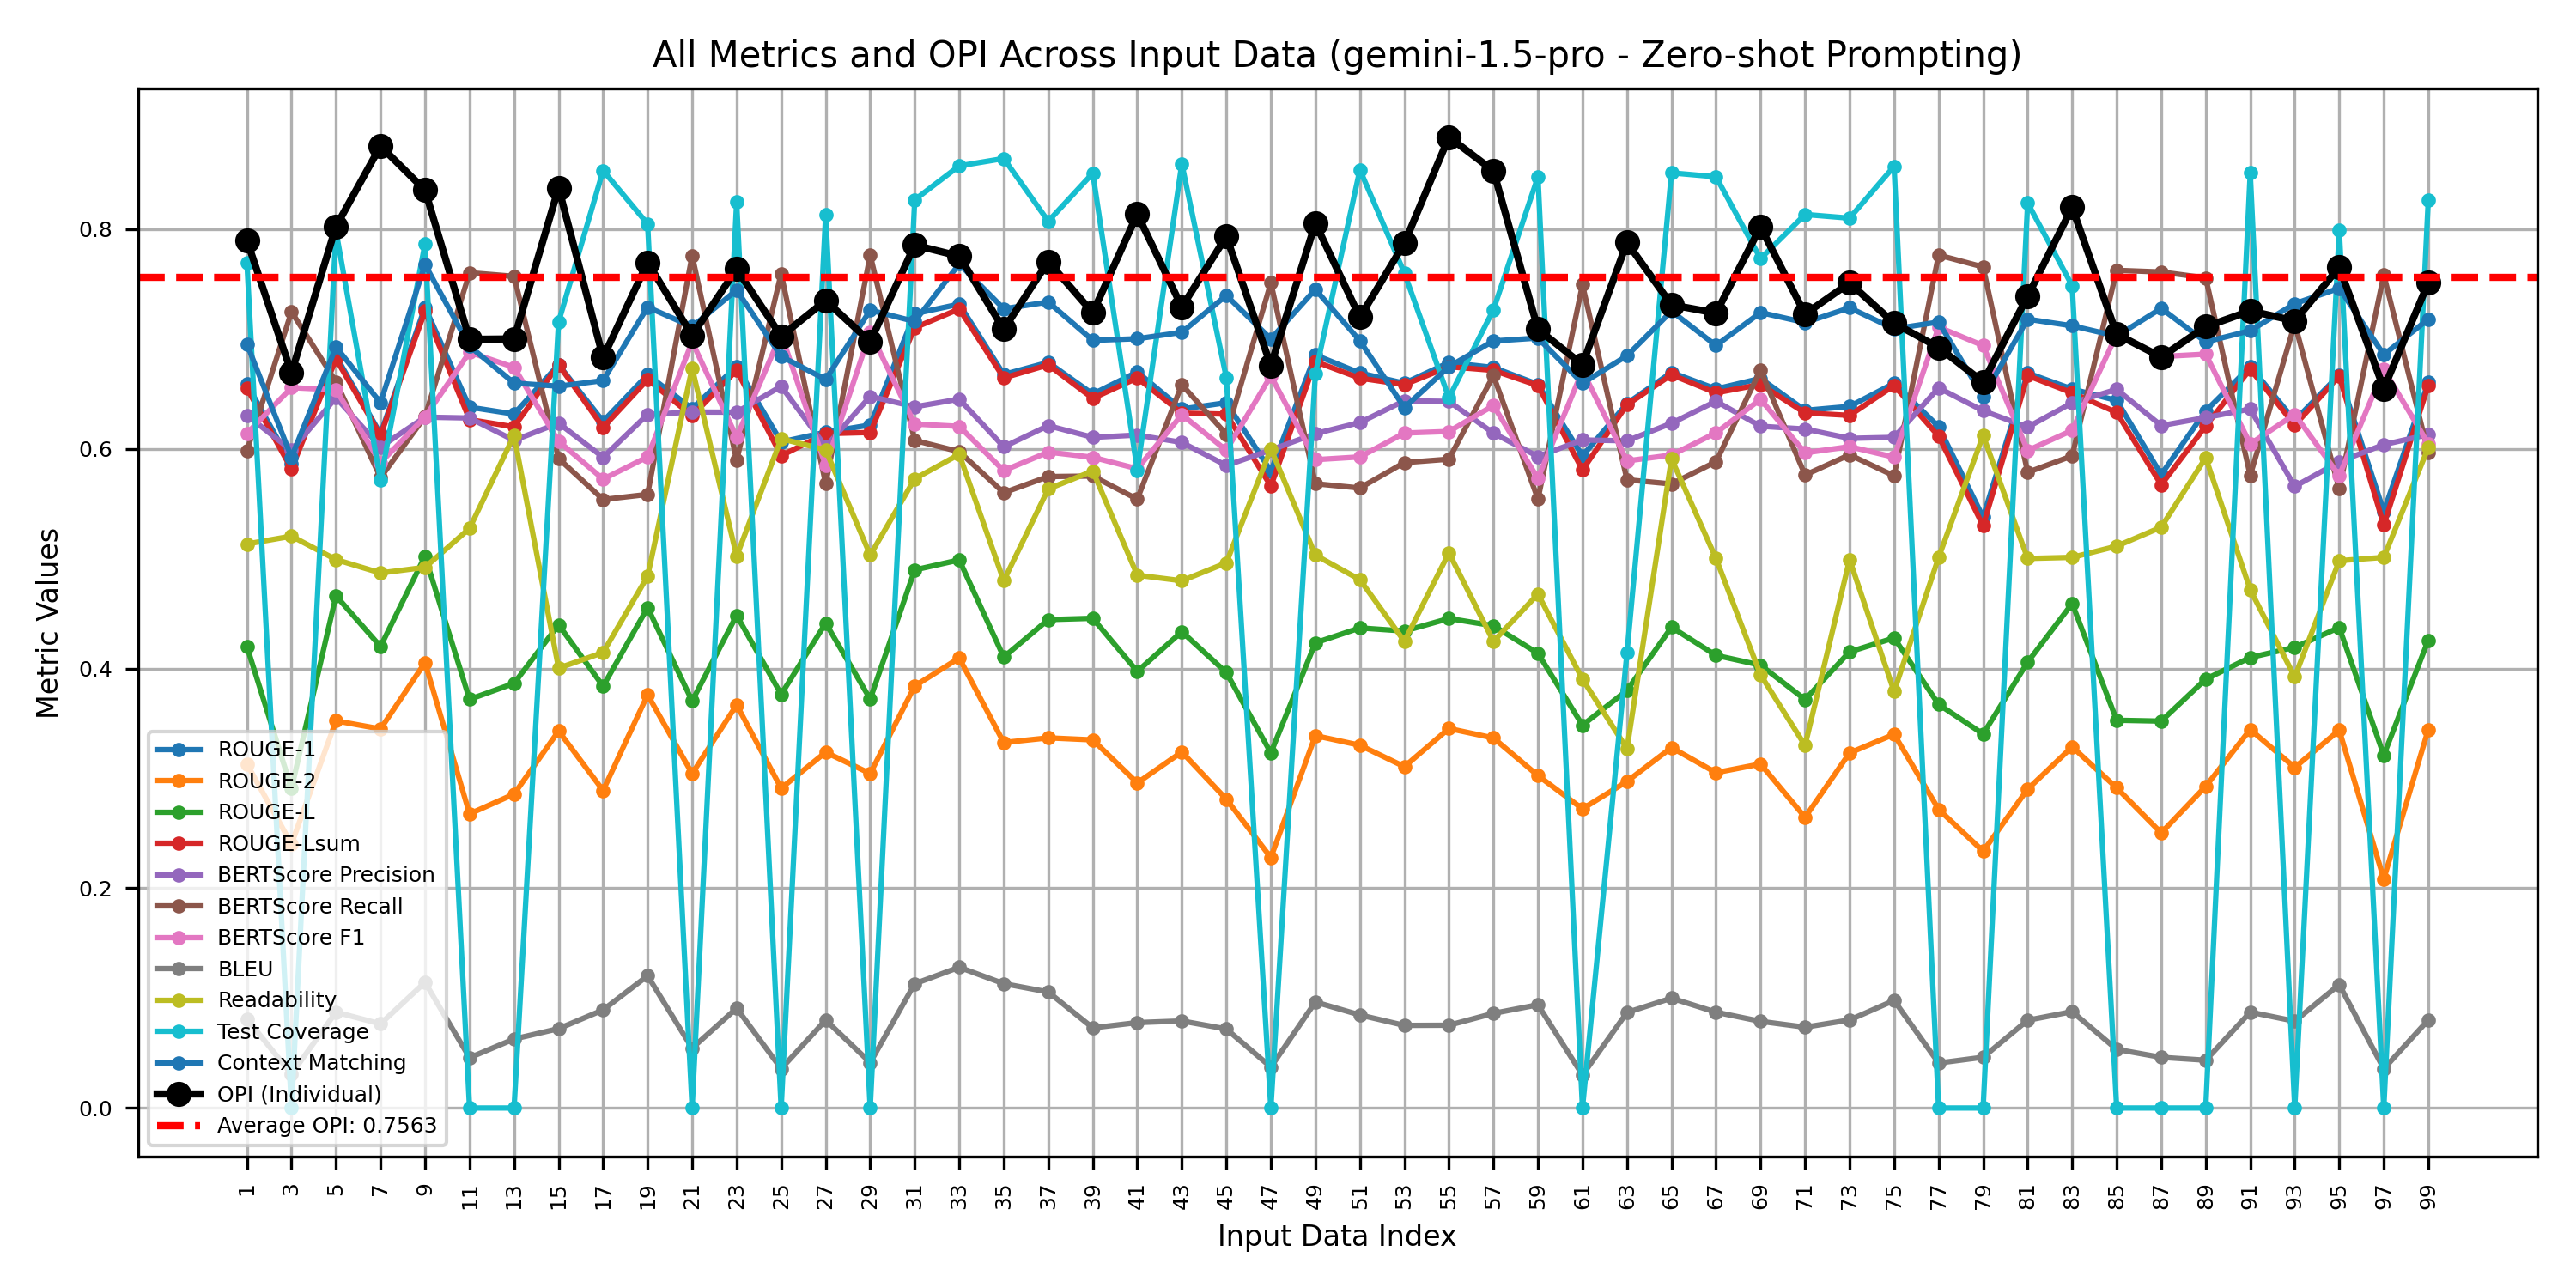 All Metrics and OPI Across Input Data (gemini-1.5-pro - Zero-shot Prompting)
Metric Values
0.8
0.6
0.4
0.2
0.0
ROUGE-1
ROUGE-2
ROUGE-L
ROUGE-Lsum
BERTScore Precision
BERTScore Recall
BERTScore F1
BLEU
Readability
Test Coverage
Context Matching
OPI (Individual)
Average OPI: 0.7563
1 3 5 7 9 11 13 15 17 19 21 23 25 27 29 31 33 35 37 39 41 43 45 47 49 51 53 55 57 59 61 63 65 67 69 71 73 75 77 79 81 83 85 87 89 91 93 95 97 99
Input Data Index